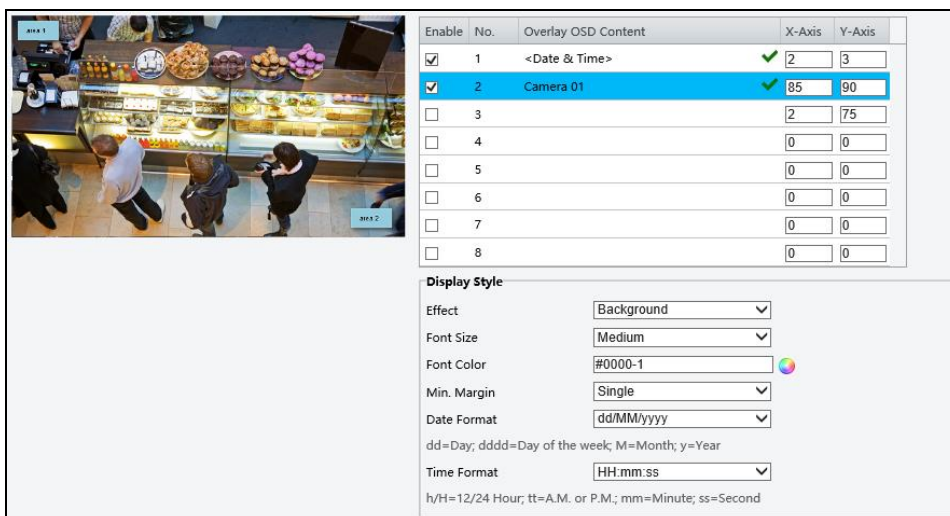 area 1
area 2
Enable No. Overlay OSD Content X-Axis Y-Axis
1 <Date & Time> 2 3
2 Camera 01 85 90
3 2 75
4 0 0
5 0 0
6 0 0
7 0 0
8 0 0
Display Style
Effect Background
Font Size Medium
Font Color #0000-1
Min. Margin Single
Date Format dd/MM/yyyy
dd=Day; dddd=Day of the week; M=Month; y=Year
Time Format HH:mm:ss
h/H=12/24 Hour; tt=A.M. or P.M.; mm=Minute; ss=Second